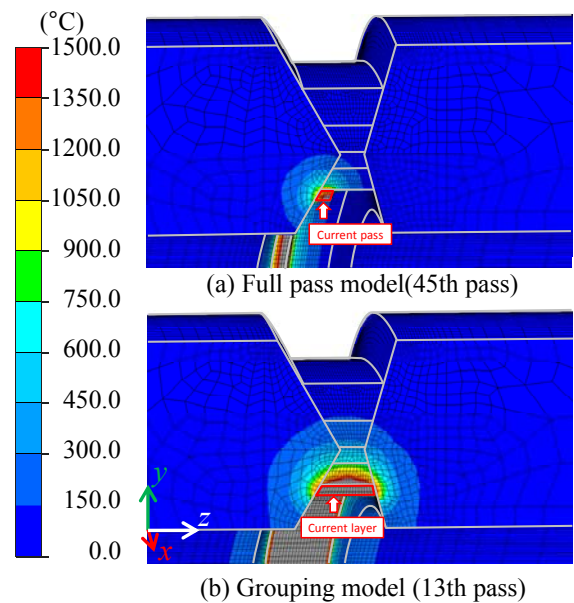 (°C)
1500.0
1350.0
1200.0
1050.0
900.0
750.0
600.0
450.0
300.0
150.0
0.0
Current pass
(a) Full pass model(45th pass)
Current layer
y
z
x
(b) Grouping model (13th pass)